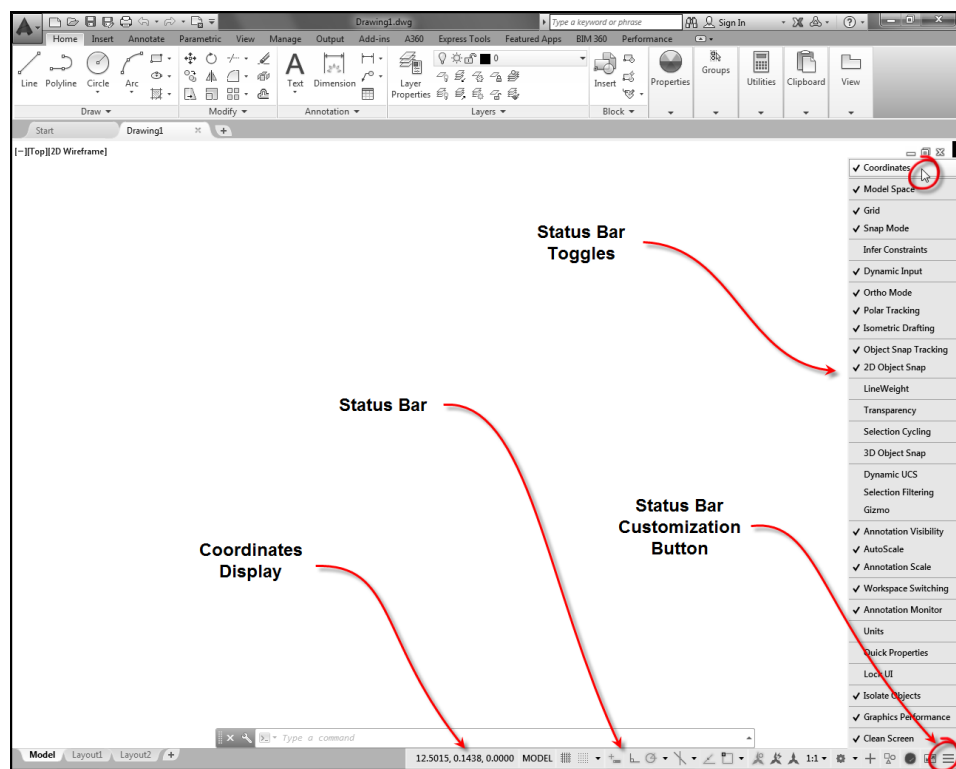 Drawing1.dwg
Type a keyword or phrase
Sign In
Home Insert Annotate Parametric View Manage Output Add-ins A360 Express Tools Featured Apps BIM 360 Performance
0
Line Polyline Circle Arc
Text Dimension
Layer Properties
Insert
Properties
Groups
Utilities
Clipboard
View
Draw Modify Annotation Layers Block
Start Drawing1
[−][Top][2D Wireframe]
Coordinates
Model Space
Grid
Snap Mode
Infer Constraints
Dynamic Input
Ortho Mode
Polar Tracking
Isometric Drafting
Object Snap Tracking
2D Object Snap
LineWeight
Transparency
Selection Cycling
3D Object Snap
Dynamic UCS
Selection Filtering
Gizmo
Annotation Visibility
AutoScale
Annotation Scale
Workspace Switching
Annotation Monitor
Units
Quick Properties
Lock UI
Isolate Objects
Graphics Performance
Clean Screen
Status Bar
Toggles
Status Bar
Status Bar
Customization
Button
Coordinates
Display
Type a command
Model Layout1 Layout2
12.5015, 0.1438, 0.0000 MODEL 1:1